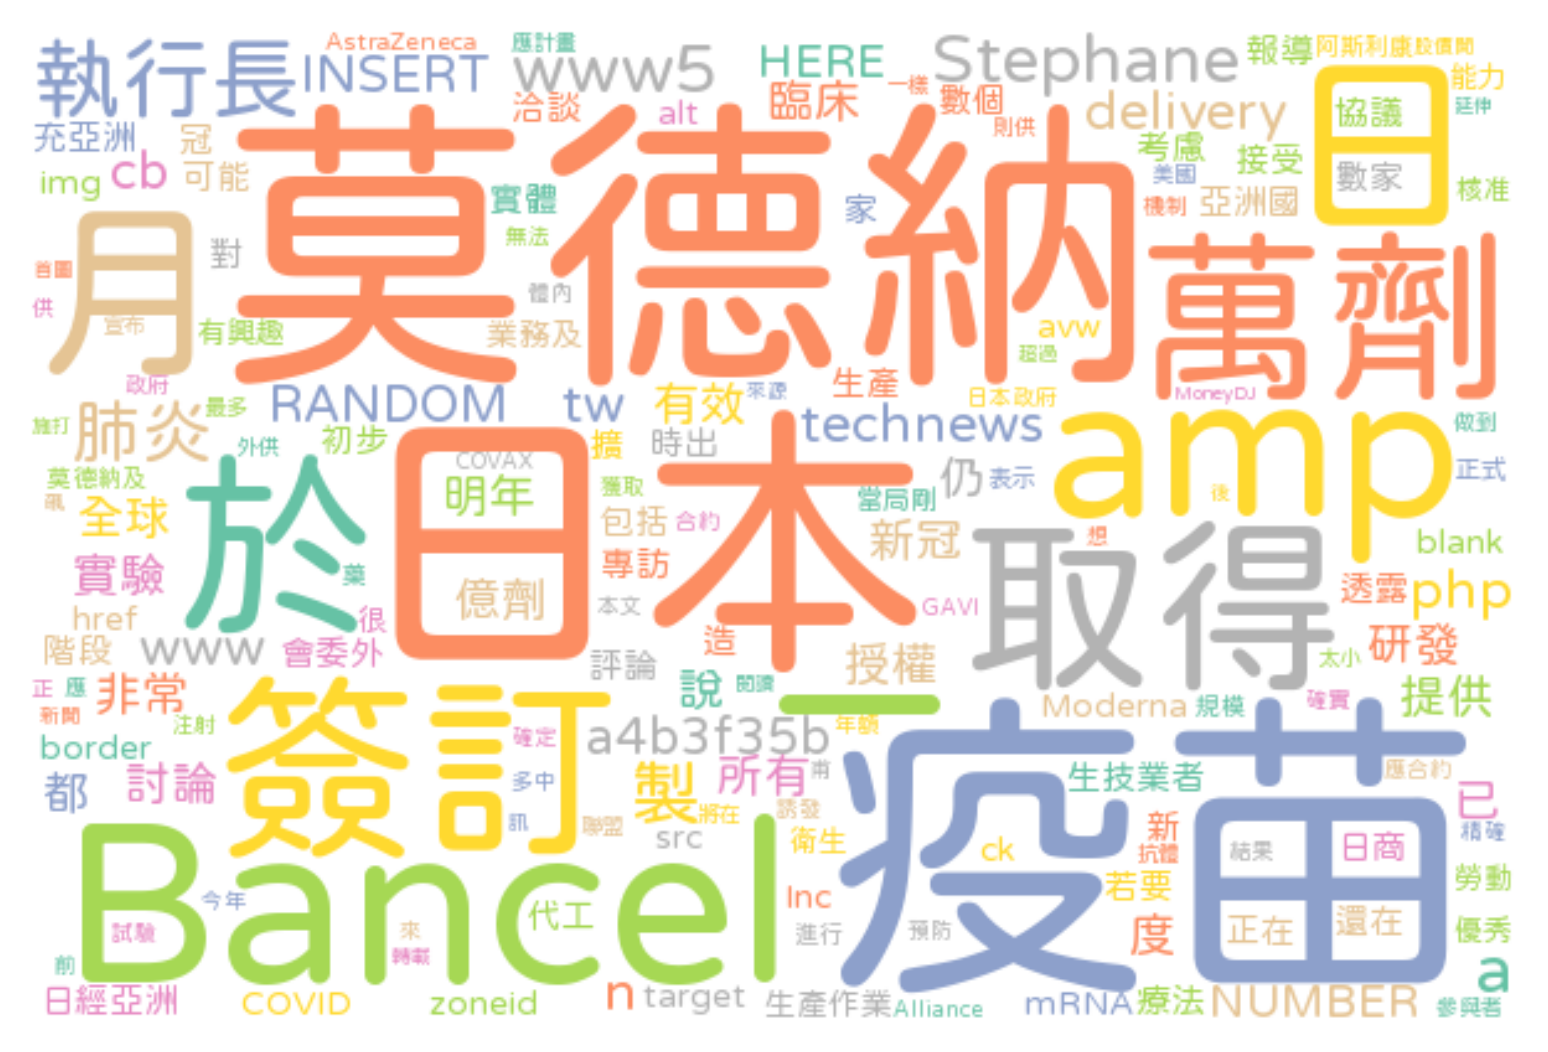 AstraZeneca 應計畫
執行長 INSERT www5 HERE Stephane 報導 阿斯利康 股價閒
充亞洲 冠 洽談 alt 臨床 一樣 數個 delivery 日 協議 能力 延伸
img cb 可能 則供 考慮 接受 數家
莫德納 實體 家 美國 機制 亞洲國 核准
月 對 無法 萬劑
首圖 供 宣布 有興趣 體內 業務及 avw 超過
政府 RANDOM tw 有效 來源 生產 日本政府 MoneyDJ
施打 肺炎 最多 外供 初步 擴 時出 technews amp 做到
莫德納及 於 日本 COVAX 明年 獲取 當局剛 仍 表示 後 正式
全球 包括 合約 新冠 取得 想 blank
實驗 藥 億劑 專訪 本文 GAVI 透露 php
href 很 造
階段 www 會委外 評論 授權 太小 研發
正 應 非常 簽訂 說 閱讀 一 Moderna 規模 確實 提供
新聞 注射 確定 a4b3f35b 年額 疫苗
border 都 討論 多中 製 所有 甫 生技業者 應合約 已
訊 聯盟 將在 誘發 src 衛生 ck 新 抗體 結果 日商 精確
Bancel 今年 代工 Inc 若要 勞動
試驗 來 轉載 進行 預防 度 正在 還在 優秀
前 a
日經亞洲 COVID zoneid n target 生產作業 Alliance mRNA 療法 NUMBER 參與者